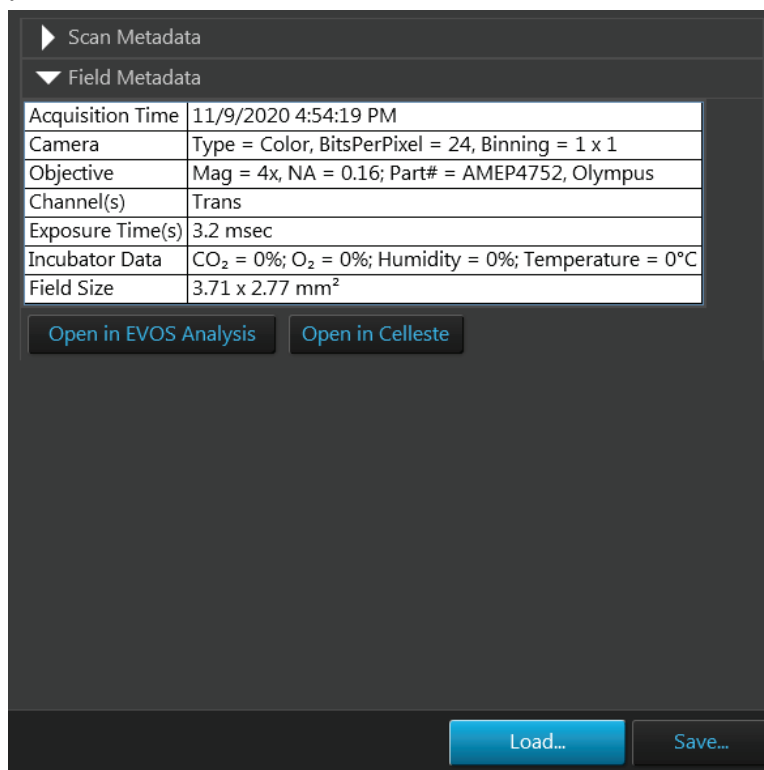 Scan Metadata
Field Metadata
Acquisition Time 11/9/2020 4:54:19 PM
Camera Type = Color, BitsPerPixel = 24, Binning = 1 x 1
Objective Mag = 4x, NA = 0.16; Part# = AMEP4752, Olympus
Channel(s) Trans
Exposure Time(s) 3.2 msec
Incubator Data CO₂ = 0%; O₂ = 0%; Humidity = 0%; Temperature = 0°C
Field Size 3.71 x 2.77 mm²
Open in EVOS Analysis Open in Celleste
Load... Save...